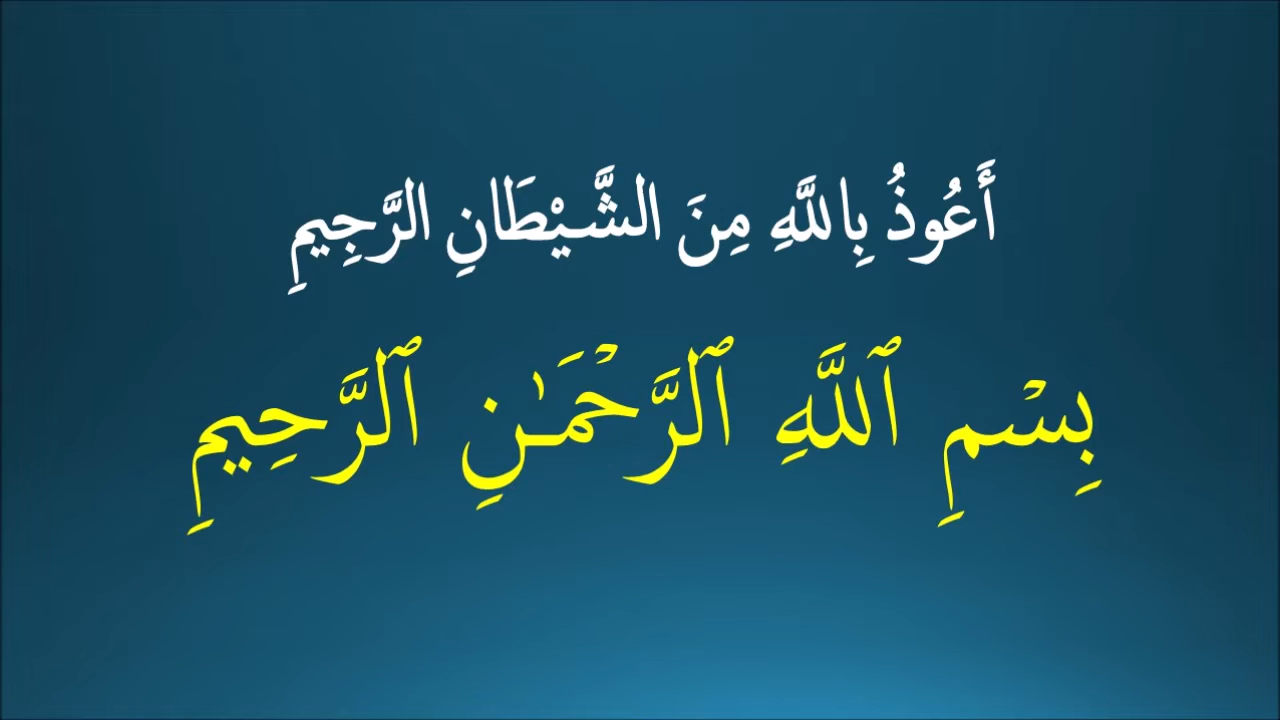 أَعُوذُ بِاللَّهِ مِنَ الشَّيْطَانِ الرَّجِيمِ
بِسْمِ ٱللَّهِ ٱلرَّحْمَـٰنِ ٱلرَّحِيمِ